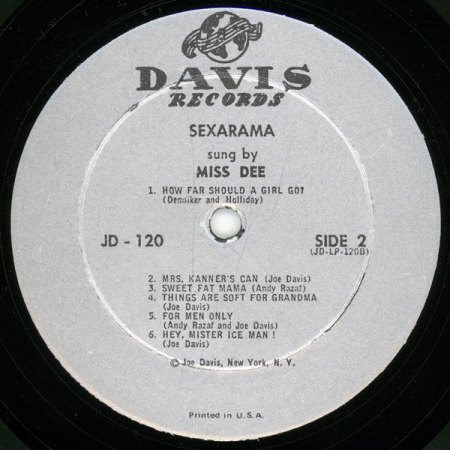 DAVIS
RECORDS
SEXARAMA
sung by
MISS DEE
1. HOW FAR SHOULD A GIRL GO?
(Denniker and Holliday)
JD - 120
SIDE 2
(JD-LP-120B)
2. MRS. KANNER'S CAN (Joe Davis)
3. SWEET FAT MAMA (Andy Razaf)
4. THINGS ARE SOFT FOR GRANDMA
(Joe Davis)
5. FOR MEN ONLY
(Andy Razaf and Joe Davis)
6. HEY, MISTER ICE MAN !
(Joe Davis)
© Joe Davis, New York, N. Y.
Printed in U.S.A.